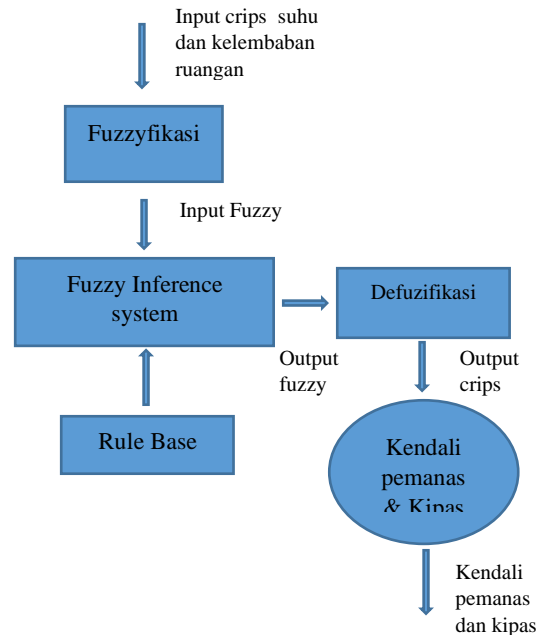 Input crips suhu
dan kelembaban
ruangan
Fuzzyfikasi
Input Fuzzy
Fuzzy Inference
system
Defuzifikasi
Output
fuzzy
Output
crips
Rule Base
Kendali
pemanas
& Kipas
Kendali
pemanas
dan kipas